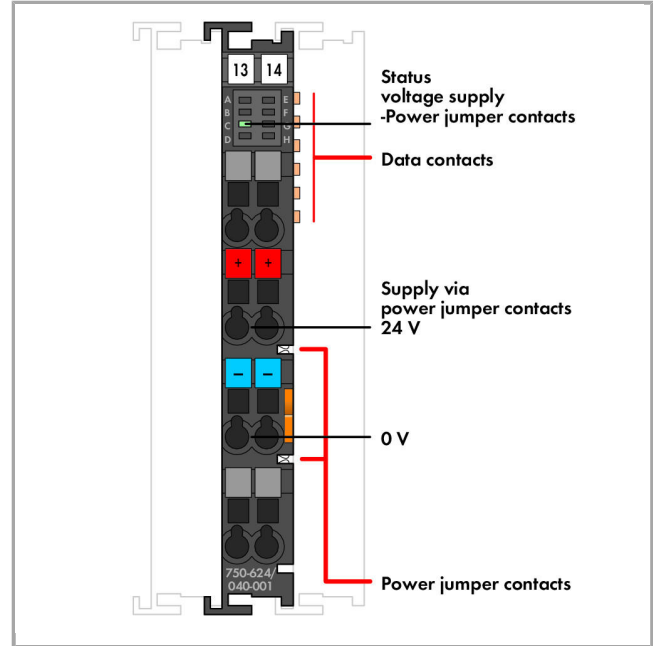 13 14
A E
B F
C G
D H
Status
voltage supply
-Power jumper contacts
Data contacts
+ +
Supply via
power jumper contacts
24 V
− −
0 V
750-624/
040-001
Power jumper contacts